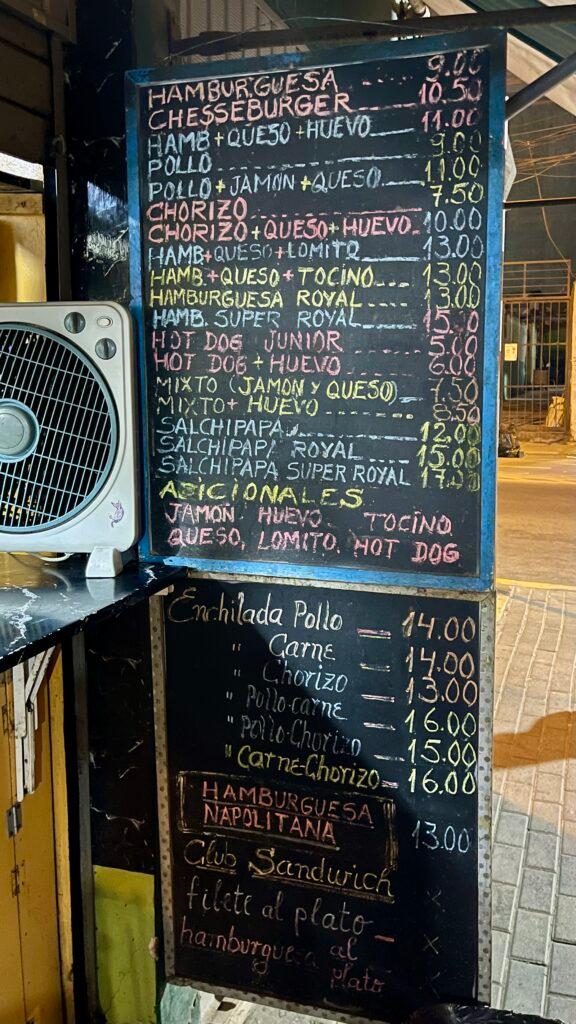 HAMBURGUESA 9.00
CHESSEBURGER 10.50
HAMB+QUESO+HUEVO 11.00
POLLO 9.00
POLLO+JAMON+QUESO 11.00
CHORIZO 7.50
CHORIZO+QUESO+HUEVO 10.00
HAMB+QUESO+LOMITO 13.00
HAMB+QUESO+TOCINO 13.00
HAMBURGUESA ROYAL 13.00
HAMB. SUPER ROYAL 15.50
HOT DOG JUNIOR 5.00
HOT DOG+HUEVO 6.00
MIXTO (JAMON Y QUESO) 7.50
MIXTO+HUEVO 8.50
SALCHIPAPA 12.00
SALCHIPAPA ROYAL 15.00
SALCHIPAPA SUPER ROYAL 17.00
ADICIONALES
JAMON HUEVO TOCINO
QUESO, LOMITO, HOT DOG
Enchilada Pollo 14.00
" Carne 14.00
" Chorizo 13.00
" Pollo-carne 16.00
" Pollo-Chorizo 15.00
" Carne-Chorizo 16.00
HAMBURGUESA
NAPOLITANA 13.00
Club Sandwich x
filete al plato x
hamburguesa al
plato x